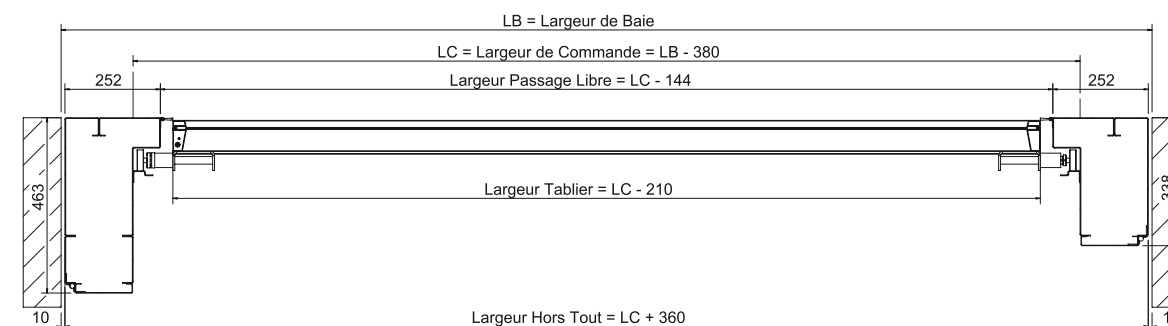 LB = Largeur de Baie
LC = Largeur de Commande = LB - 380
252
Largeur Passage Libre = LC - 144
252
463
Largeur Tablier = LC - 210
338
10
Largeur Hors Tout = LC + 360